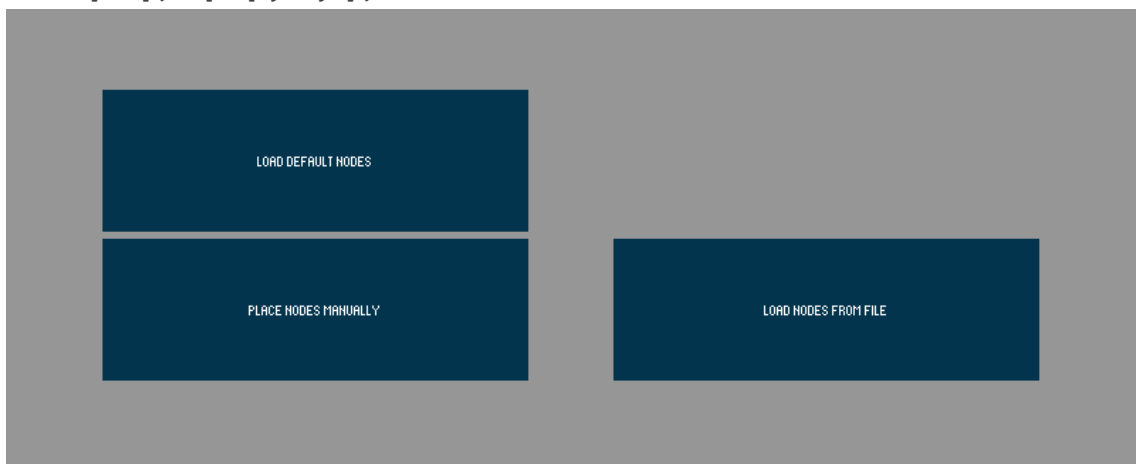 LOAD DEFAULT NODES
PLACE NODES MANUALLY
LOAD NODES FROM FILE